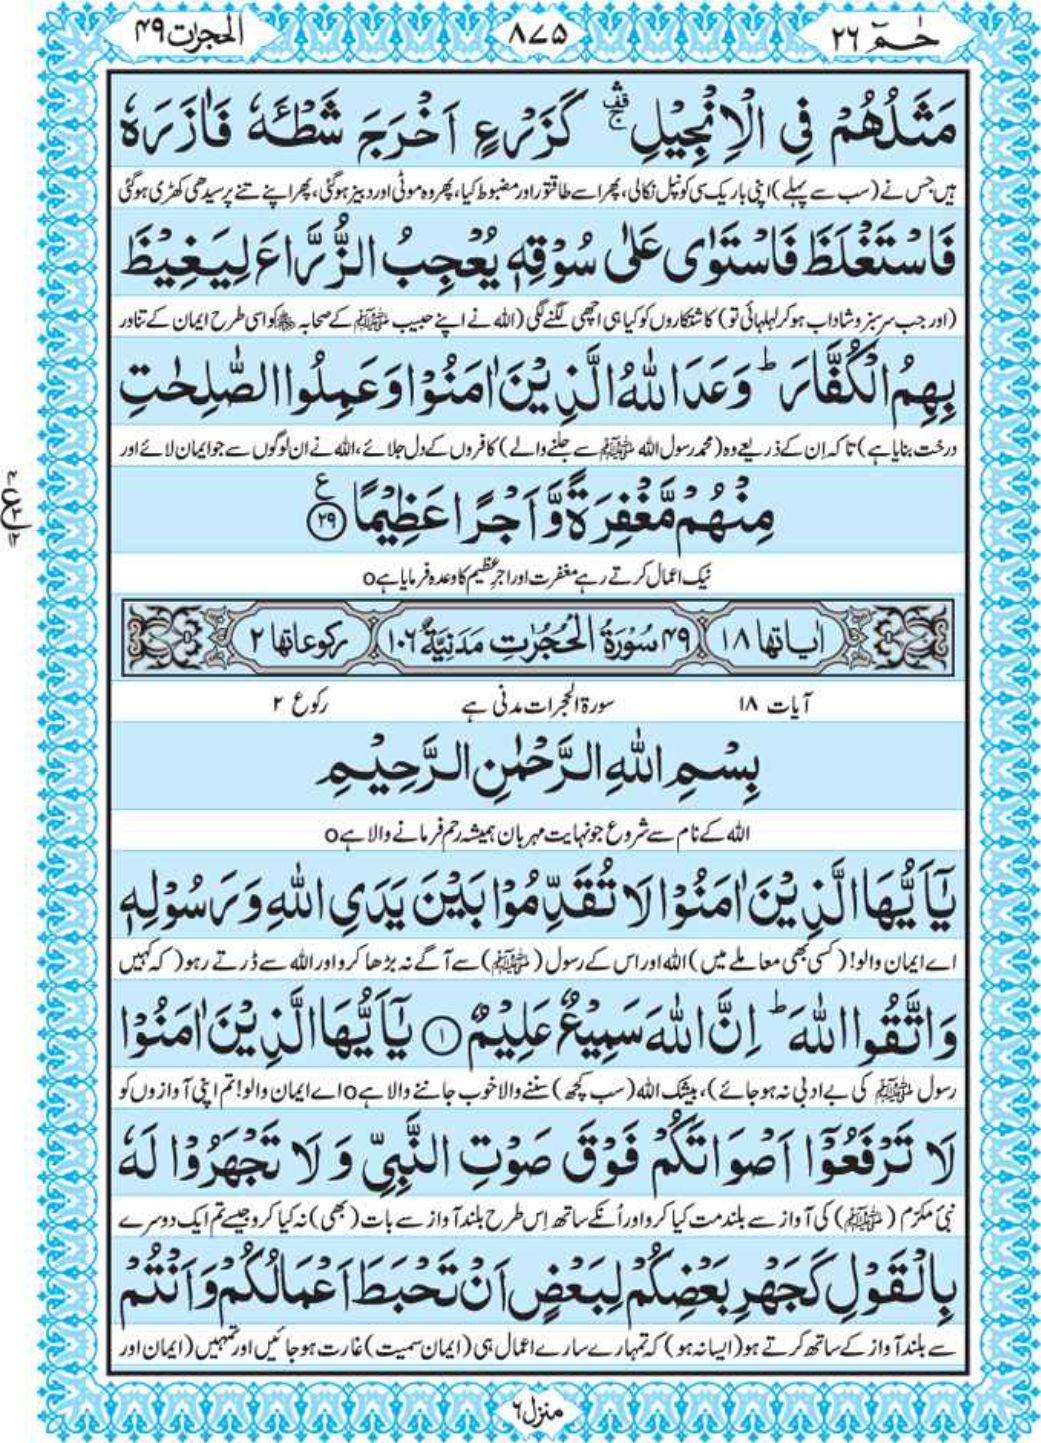 حٰـمٓ ٢٦
٨٧٥
الحجرت ٤٩
مَثَلُهُمْ فِی الْاِنْجِیْلِ ۛۚ كَزَرْعٍ اَخْرَجَ شَطْـَٔهٗ فَاٰزَرَهٗ
ہیں جس نے (سب سے پہلے) اپنی باریک سی کونپل نکالی، پھر اسے طاقتور اور مضبوط کیا، پھر وہ موٹی اور دبیز ہوگئی، پھر اپنے تنے پر سیدھی کھڑی ہوگئی
فَاسْتَغْلَظَ فَاسْتَوٰی عَلٰی سُوْقِهٖ یُعْجِبُ الزُّرَّاعَ لِیَغِیْظَ
(اور جب سرسبز و شاداب ہو کر لہلہائی تو) کاشتکاروں کو کیا ہی اچھی لگنے لگی (اللہ نے اپنے حبیب ﷺ کے صحابہ ؓ کو اسی طرح ایمان کے تناور
بِهِمُ الْكُفَّارَ ؕ وَعَدَ اللّٰهُ الَّذِیْنَ اٰمَنُوْا وَعَمِلُوا الصّٰلِحٰتِ
درخت بنایا ہے) تاکہ اِن کے ذریعے وہ (محمد رسول اللہ ﷺ سے جلنے والے) کافروں کے دل جلائے، اللہ نے ان لوگوں سے جو ایمان لائے اور
مِنْهُمْ مَّغْفِرَةً وَّاَجْرًا عَظِیْمًا ۧ ﴿٢٩﴾
ع
٤
٣
١٢
نیک اعمال کرتے رہے مغفرت اور اجرِ عظیم کا وعدہ فرمایا ہے o
اٰیاتها ١٨ ٤٩ سُوْرَةُ الْحُجُرٰتِ مَدَنِیَّةٌ ١٠٦ رکوعاتها ٢
آیات ١٨ سورۃ الحجرات مدنی ہے رکوع ٢
بِسْمِ اللّٰهِ الرَّحْمٰنِ الرَّحِیْمِ
اللہ کے نام سے شروع جو نہایت مہربان ہمیشہ رحم فرمانے والا ہے o
یٰۤاَیُّهَا الَّذِیْنَ اٰمَنُوْا لَا تُقَدِّمُوْا بَیْنَ یَدَیِ اللّٰهِ وَرَسُوْلِهٖ
اے ایمان والو! (کسی بھی معاملے میں) اللہ اور اس کے رسول (ﷺ) سے آگے نہ بڑھا کرو اور اللہ سے ڈرتے رہو (کہ کہیں
وَاتَّقُوا اللّٰهَ ؕ اِنَّ اللّٰهَ سَمِیْعٌ عَلِیْمٌ ﴿١﴾ یٰۤاَیُّهَا الَّذِیْنَ اٰمَنُوْا
رسول ﷺ کی بے ادبی نہ ہوجائے)، بیشک اللہ (سب کچھ) سننے والا خوب جاننے والا ہے o اے ایمان والو! تم اپنی آوازوں کو
لَا تَرْفَعُوْۤا اَصْوَاتَكُمْ فَوْقَ صَوْتِ النَّبِیِّ وَ لَا تَجْهَرُوْا لَهٗ
نبیِ مکرّم (ﷺ) کی آواز سے بلند مت کیا کرو اور اُنکے ساتھ اِس طرح بلند آواز سے بات (بھی) نہ کیا کرو جیسے تم ایک دوسرے
بِالْقَوْلِ كَجَهْرِ بَعْضِكُمْ لِبَعْضٍ اَنْ تَحْبَطَ اَعْمَالُكُمْ وَاَنْتُمْ
سے بلند آواز کے ساتھ کرتے ہو (ایسا نہ ہو) کہ تمہارے سارے اعمال ہی (ایمان سمیت) غارت ہوجائیں اور تمہیں (ایمان اور
منزل ٦